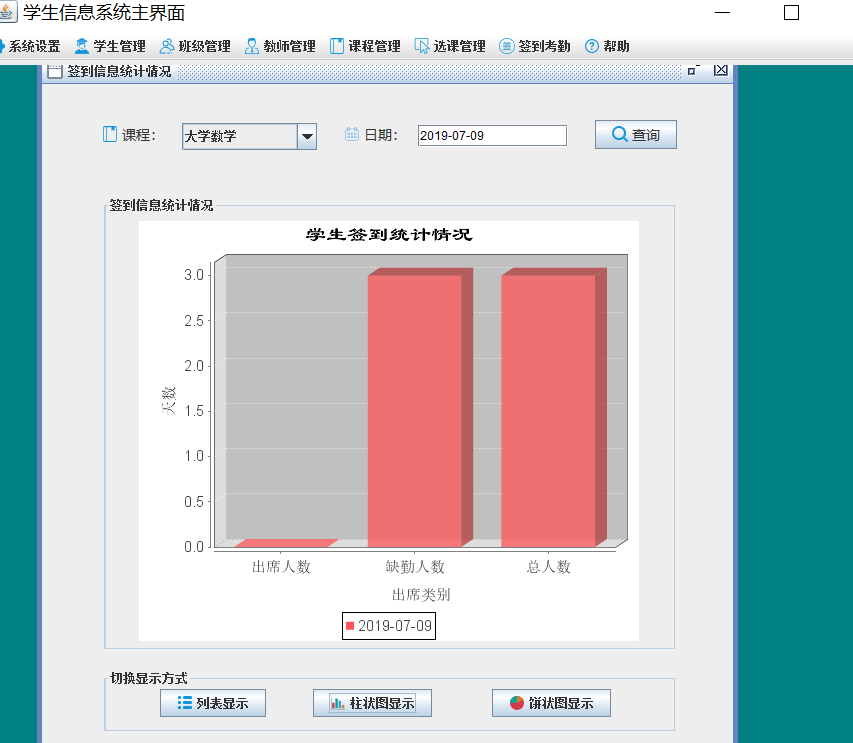 学生信息系统主界面
系统设置 学生管理 班级管理 教师管理 课程管理 选课管理 签到考勤 帮助
签到信息统计情况
课程： 大学数学 日期： 2019-07-09 查询
签到信息统计情况
学生签到统计情况
3.0
2.5
2.0
天数
1.5
1.0
0.5
0.0
出席人数 缺勤人数 总人数
出席类别
2019-07-09
切换显示方式
列表显示 柱状图显示 饼状图显示